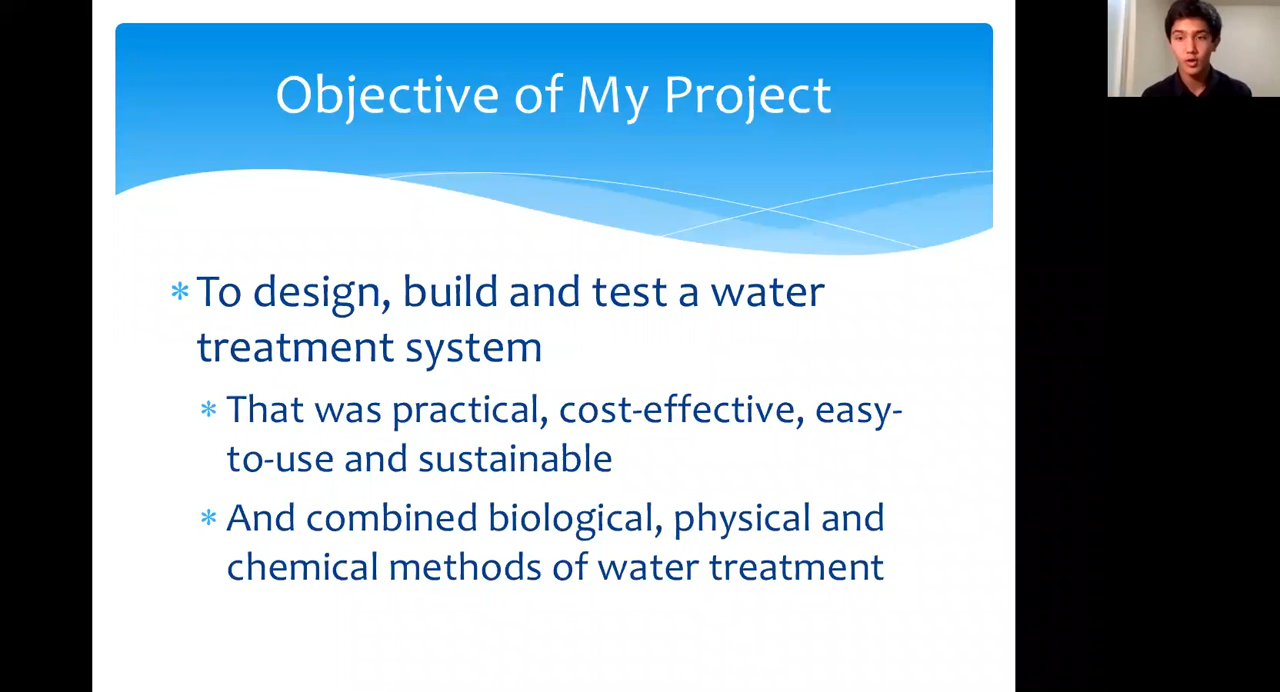 Objective of My Project
* To design, build and test a water
treatment system
* That was practical, cost-effective, easy-
to-use and sustainable
* And combined biological, physical and
chemical methods of water treatment